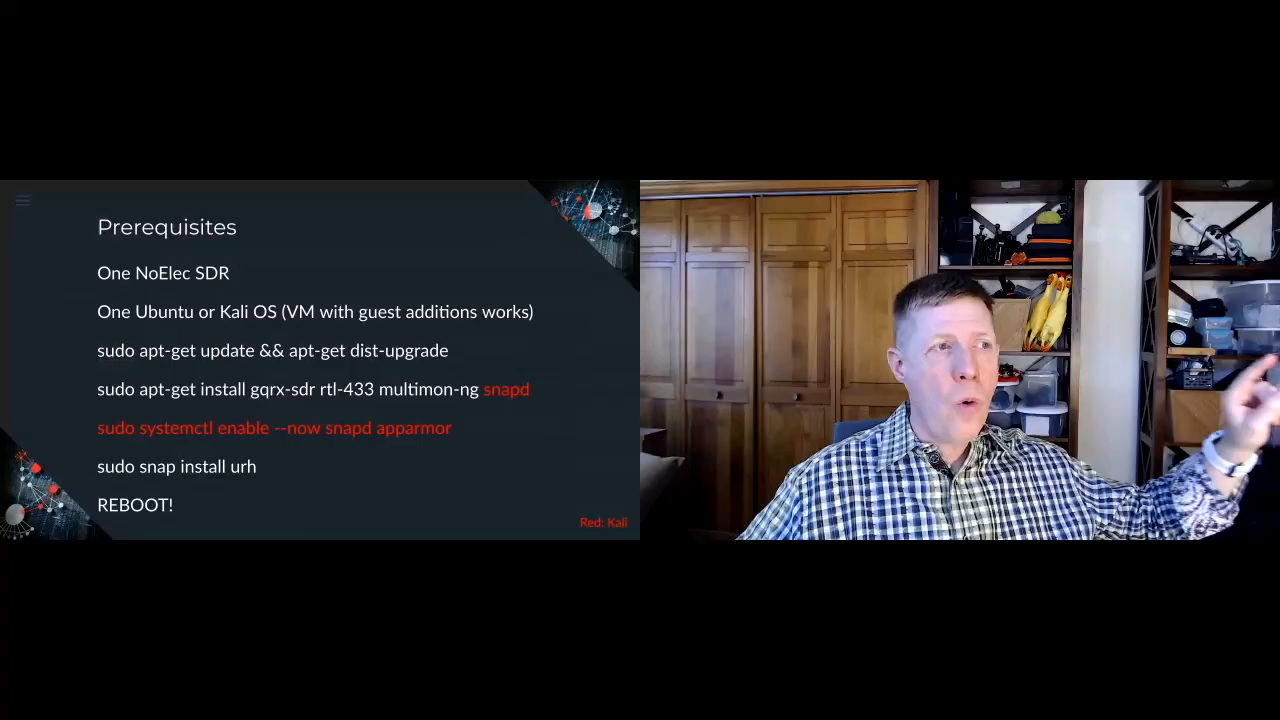 Prerequisites
One NoElec SDR
One Ubuntu or Kali OS (VM with guest additions works)
sudo apt-get update && apt-get dist-upgrade
sudo apt-get install gqrx-sdr rtl-433 multimon-ng snapd
sudo systemctl enable --now snapd apparmor
sudo snap install urh
REBOOT!
Red: Kali